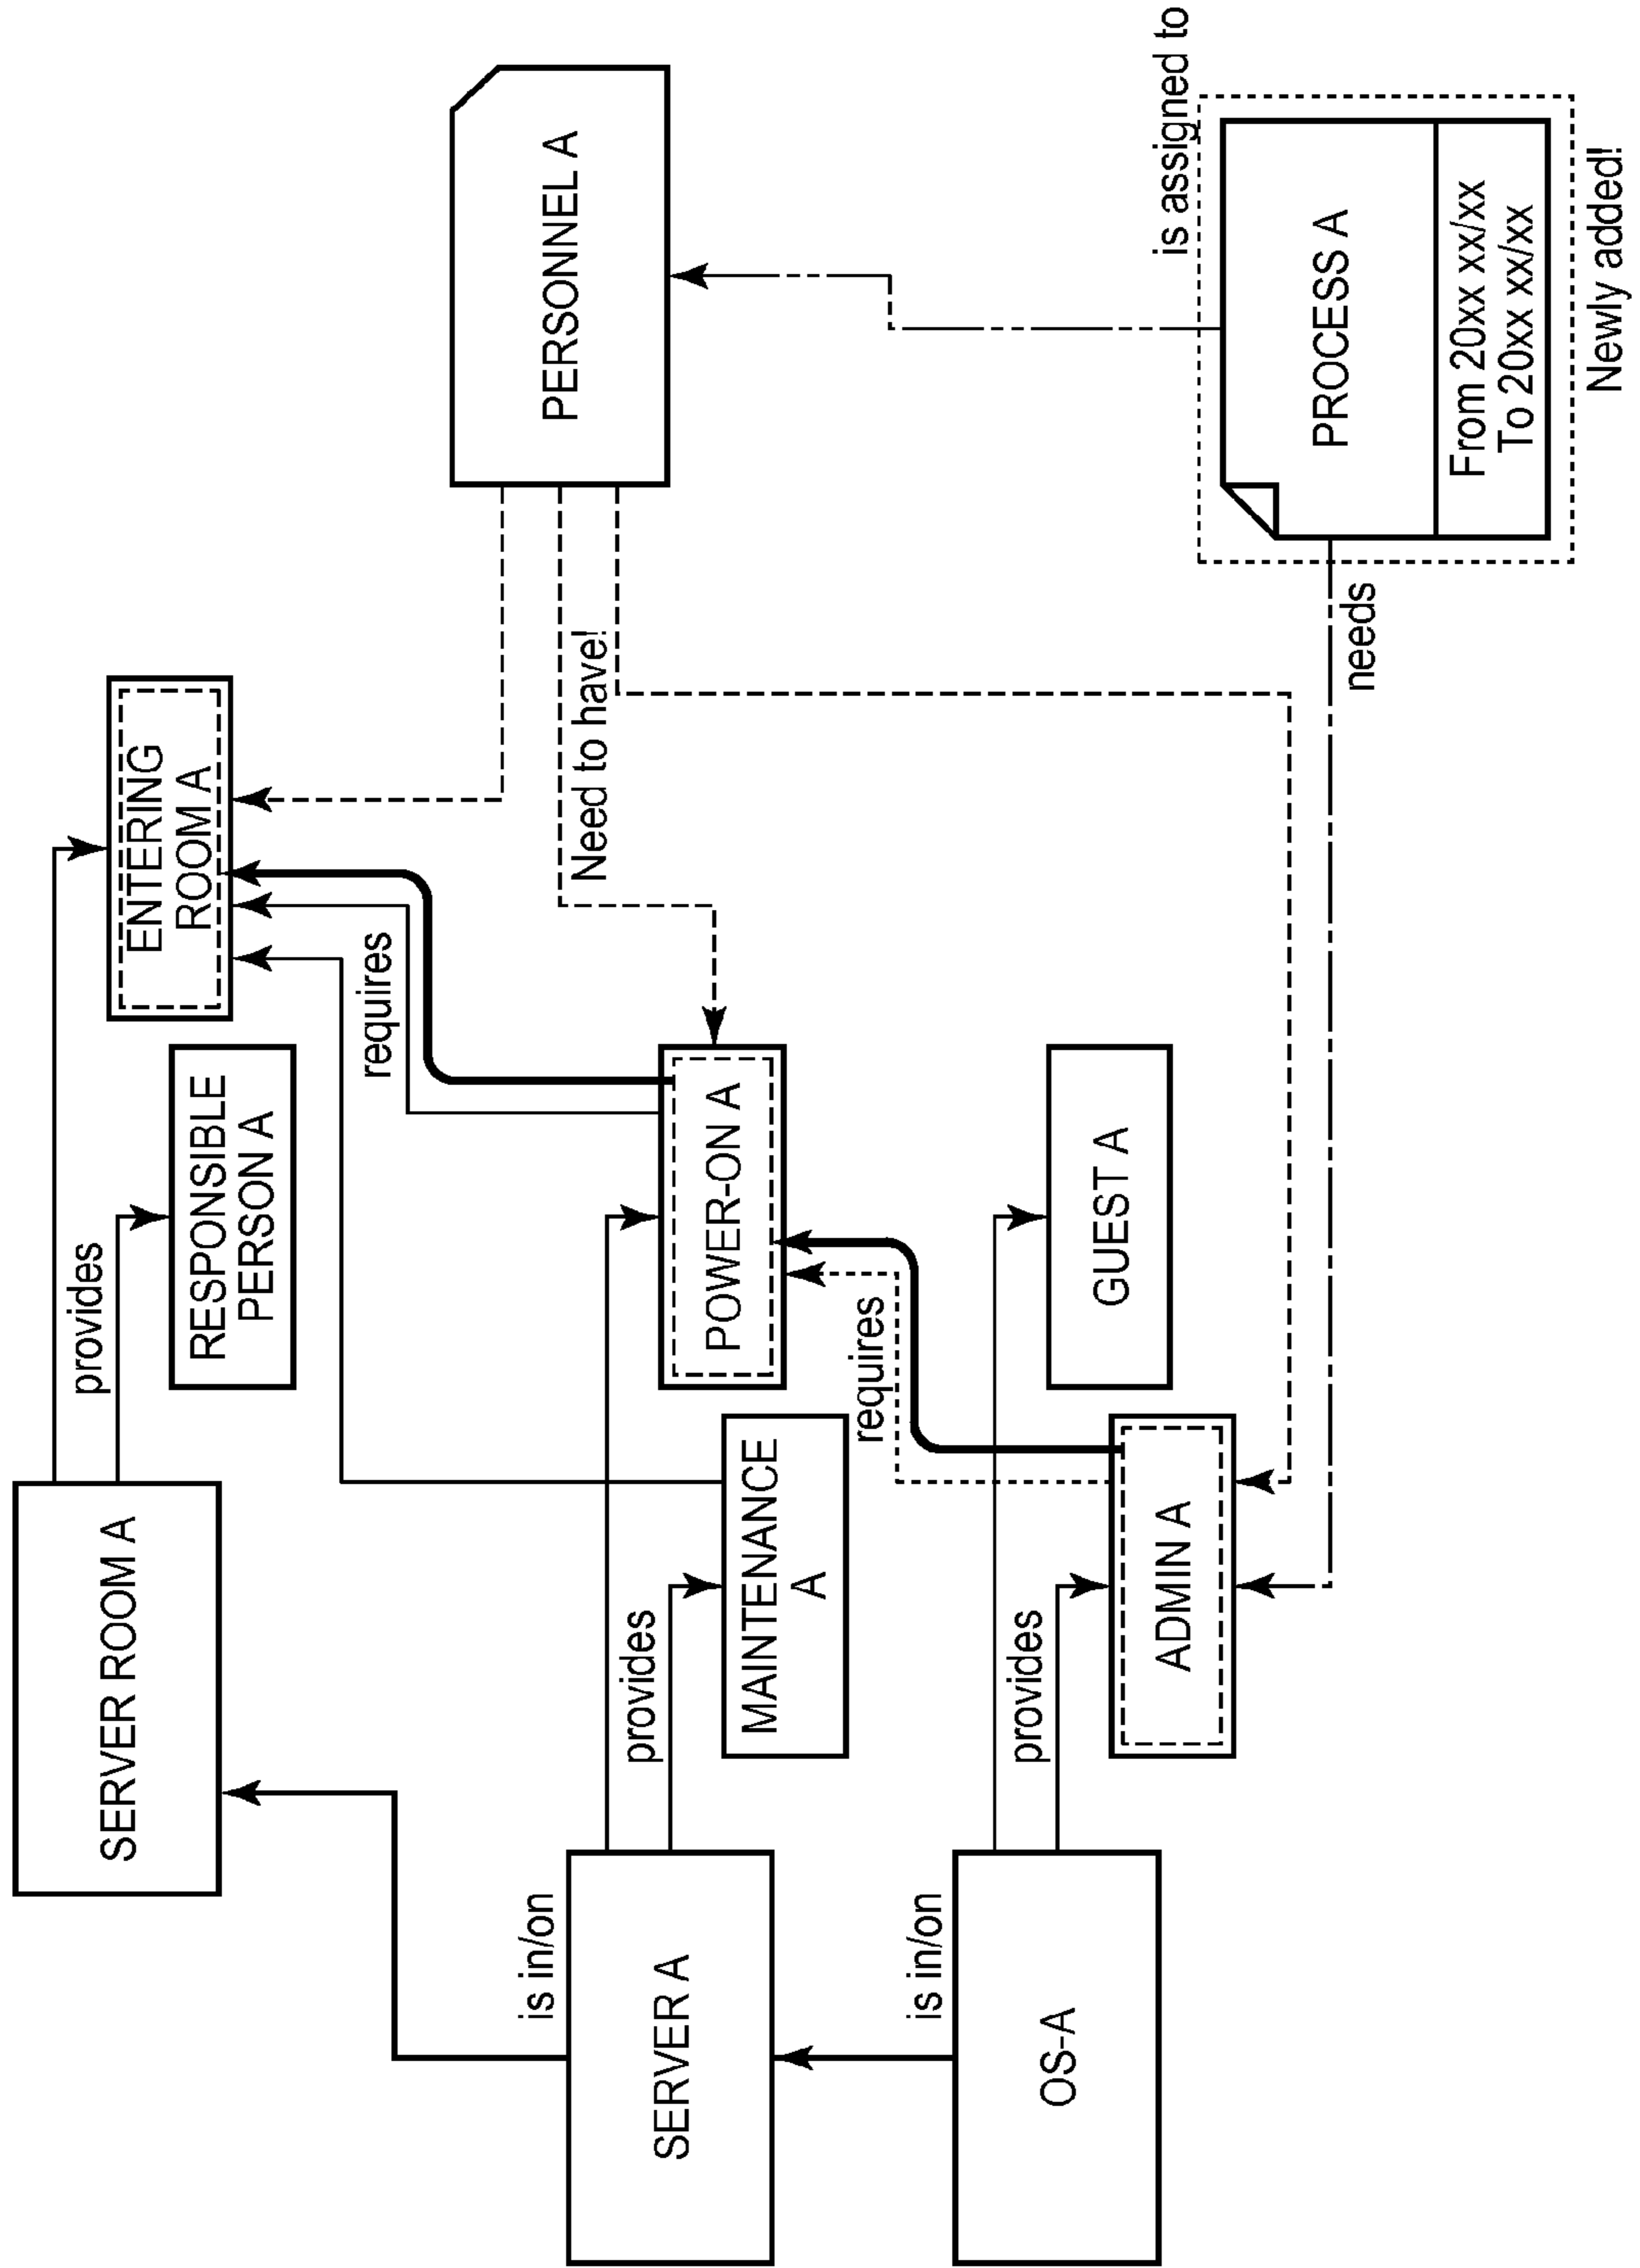 SERVER ROOM A
provides
RESPONSIBLE
PERSON A
ENTERING
ROOM A
requires
PERSONNEL A
is in/on
SERVER A
provides
MAINTENANCE
A
POWER-ON A
Need to have!
requires
is in/on
OS-A
provides
ADMIN A
GUEST A
needs
is assigned to
PROCESS A
From 20xx xx/xx
To 20xx xx/xx
Newly added!